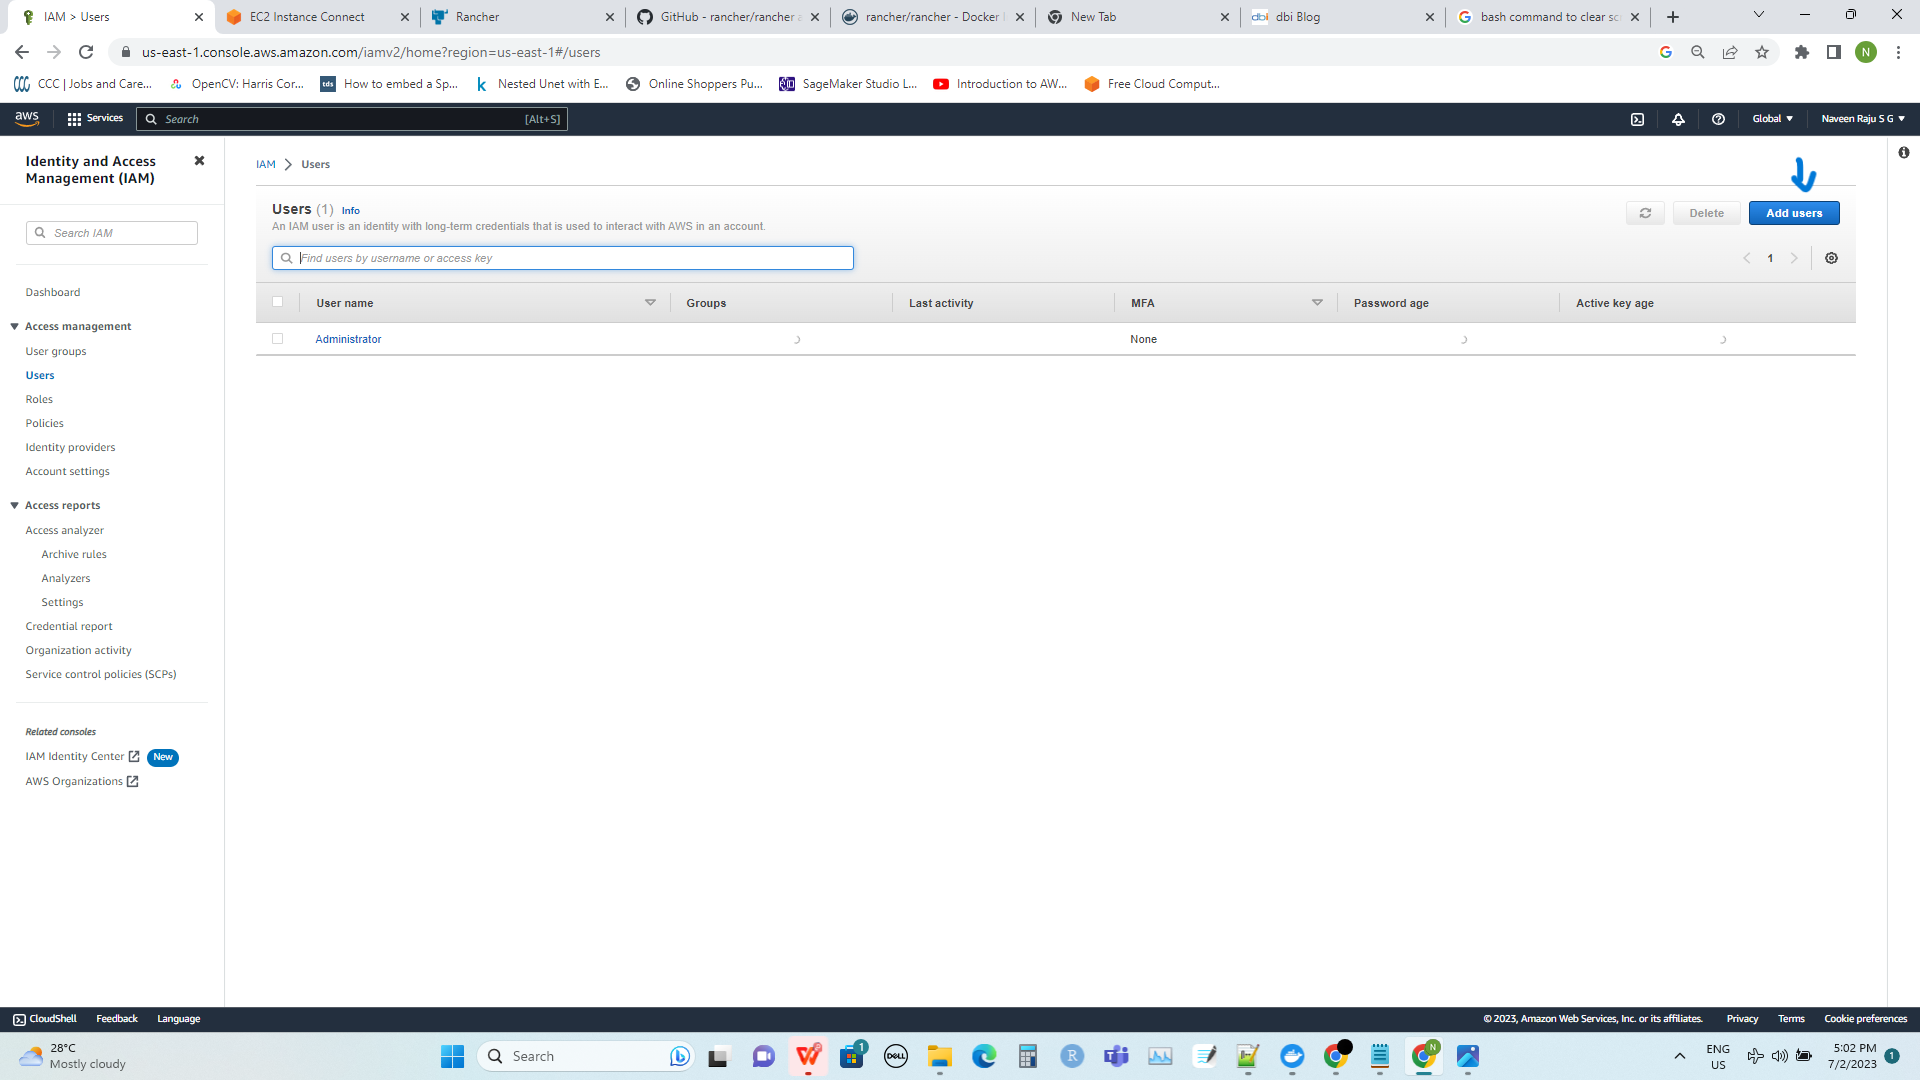 IAM > Users
EC2 Instance Connect
Rancher
GitHub - rancher/rancher a
rancher/rancher - Docker
New Tab
dbi dbi Blog
bash command to clear sc
us-east-1.console.aws.amazon.com/iamv2/home?region=us-east-1#/users
N
CCC | Jobs and Care...
OpenCV: Harris Cor...
tds How to embed a Sp...
k Nested Unet with E...
Online Shoppers Pu...
SageMaker Studio L...
Introduction to AW...
Free Cloud Comput...
aws
Services
Search
[Alt+S]
Global
Naveen Raju S G
Identity and Access
Management (IAM)
Search IAM
Dashboard
Access management
User groups
Users
Roles
Policies
Identity providers
Account settings
Access reports
Access analyzer
Archive rules
Analyzers
Settings
Credential report
Organization activity
Service control policies (SCPs)
Related consoles
IAM Identity Center New
AWS Organizations
IAM > Users
Users (1) Info
An IAM user is an identity with long-term credentials that is used to interact with AWS in an account.
Delete
Add users
Find users by username or access key
1
User name
Groups
Last activity
MFA
Password age
Active key age
Administrator
None
CloudShell
Feedback
Language
© 2023, Amazon Web Services, Inc. or its affiliates.
Privacy
Terms
Cookie preferences
28°C
Mostly cloudy
Search
1
DELL
R
N
ENG
US
5:02 PM
7/2/2023
1